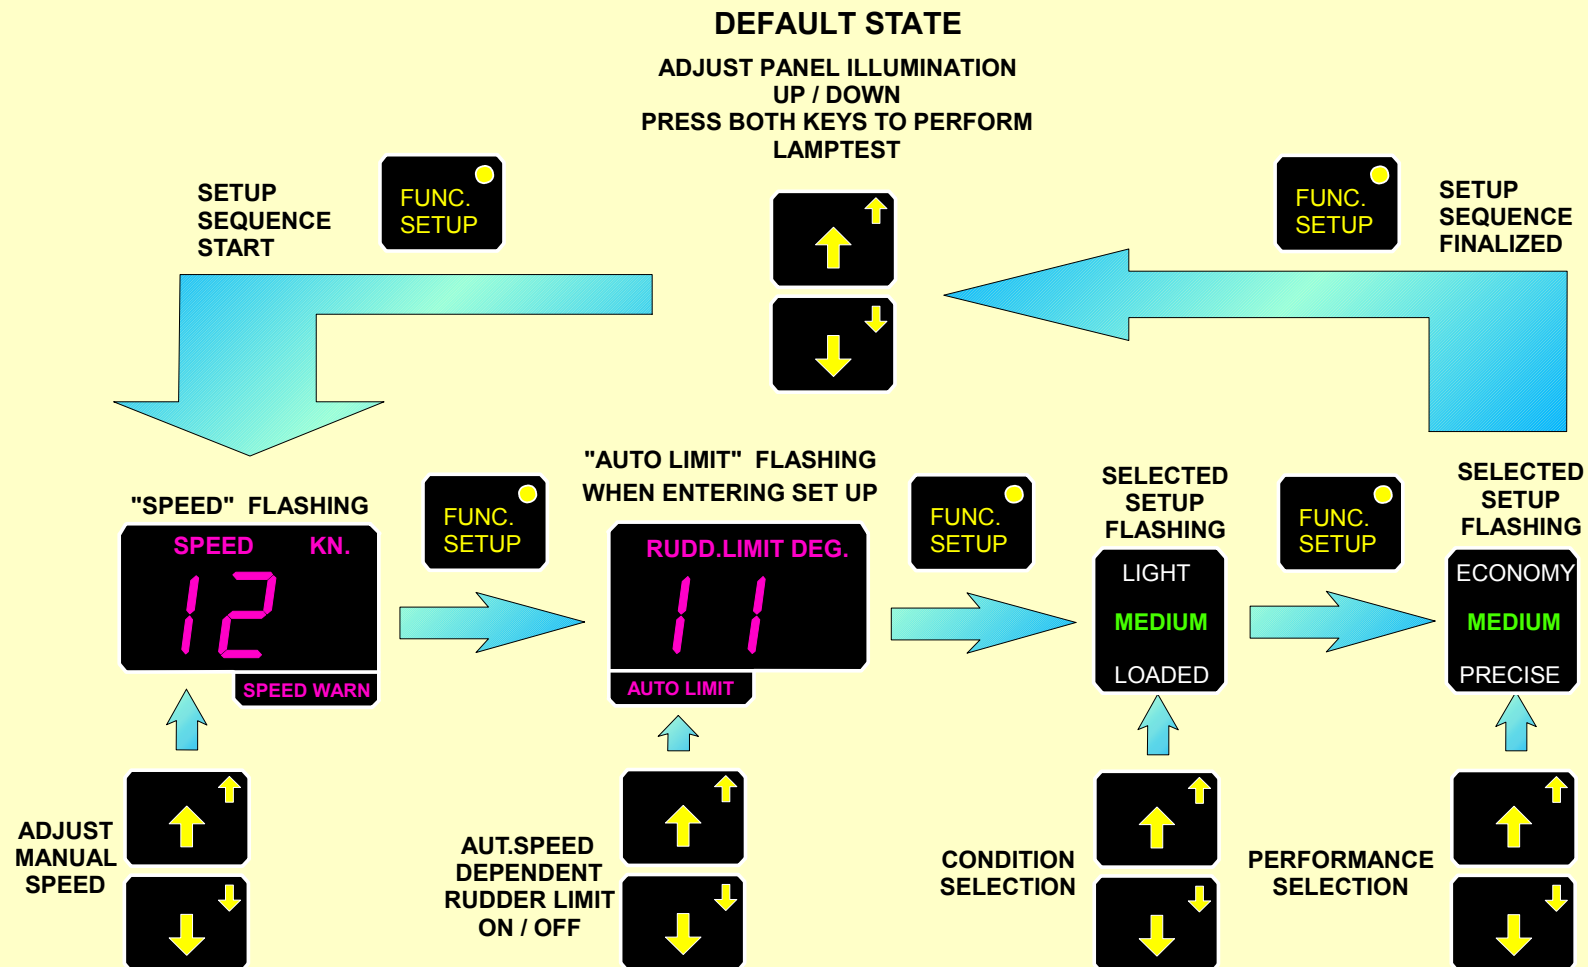 DEFAULT STATE
ADJUST PANEL ILLUMINATION
UP / DOWN
PRESS BOTH KEYS TO PERFORM
LAMPTEST
SETUP
SEQUENCE
START
FUNC.
SETUP
FUNC.
SETUP
SETUP
SEQUENCE
FINALIZED
"SPEED" FLASHING
SPEED KN.
12
SPEED WARN
FUNC.
SETUP
"AUTO LIMIT" FLASHING
WHEN ENTERING SET UP
RUDD.LIMIT DEG.
11
AUTO LIMIT
FUNC.
SETUP
SELECTED
SETUP
FLASHING
LIGHT
MEDIUM
LOADED
FUNC.
SETUP
SELECTED
SETUP
FLASHING
ECONOMY
MEDIUM
PRECISE
ADJUST
MANUAL
SPEED
AUT.SPEED
DEPENDENT
RUDDER LIMIT
ON / OFF
CONDITION
SELECTION
PERFORMANCE
SELECTION